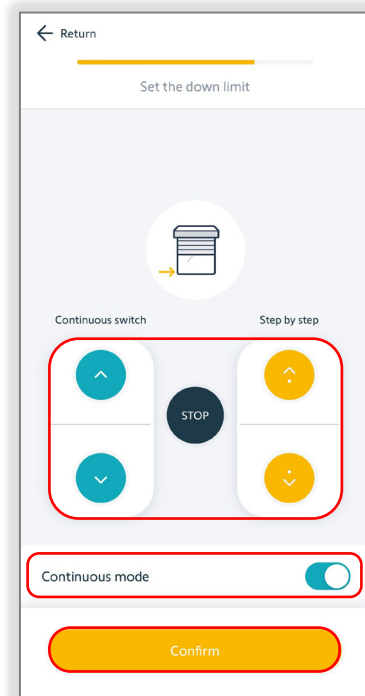 Return
Set the down limit
Continuous switch
Step by step
STOP
Continuous mode
Confirm